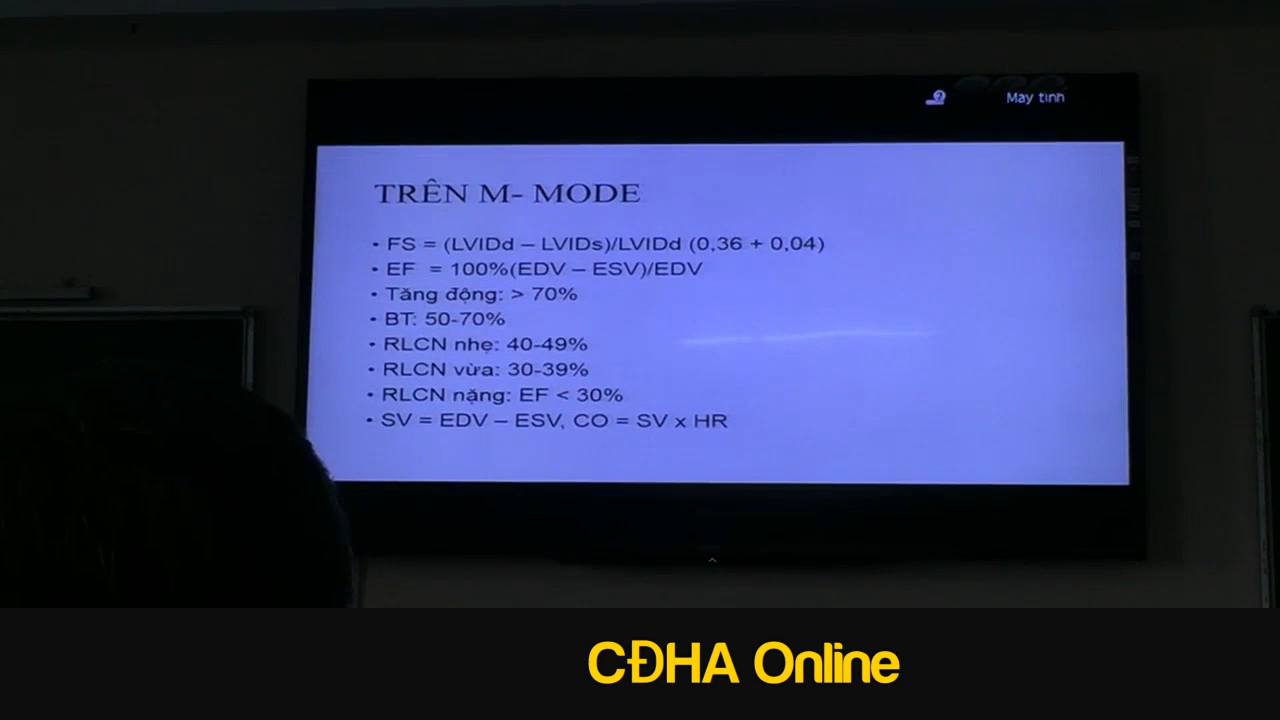 Máy tính
TRÊN M- MODE
• FS = (LVIDd – LVIDs)/LVIDd (0,36 + 0,04)
• EF = 100%(EDV – ESV)/EDV
• Tăng động: > 70%
• BT: 50-70%
• RLCN nhẹ: 40-49%
• RLCN vừa: 30-39%
• RLCN nặng: EF < 30%
• SV = EDV – ESV, CO = SV x HR
CĐHA Online